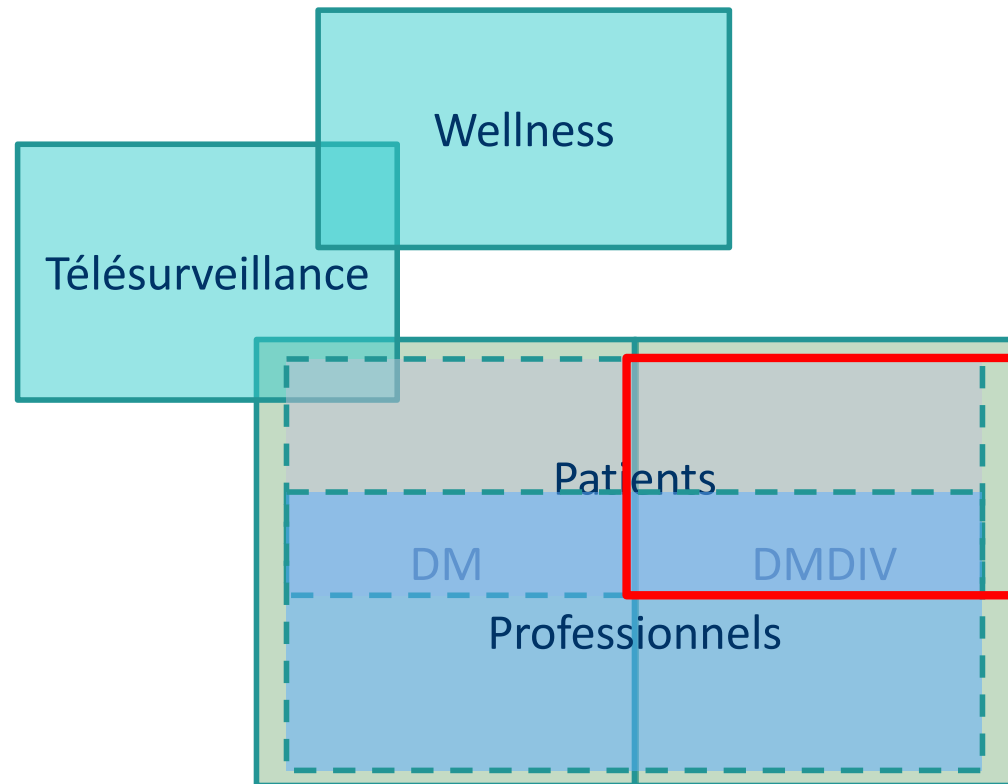 Wellness
Télésurveillance
Patients
DM
DMDIV
Professionnels